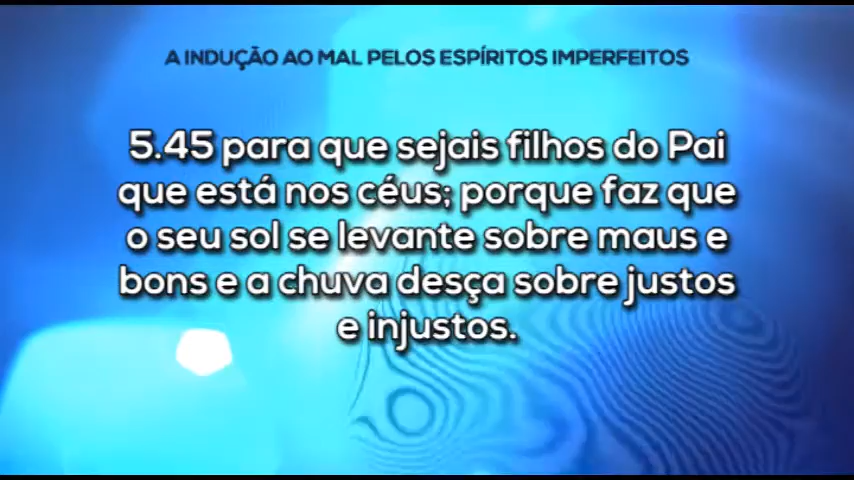 A INDUÇÃO AO MAL PELOS ESPÍRITOS IMPERFEITOS
5.45 para que sejais filhos do Pai
que está nos céus; porque faz que
o seu sol se levante sobre maus e
bons e a chuva desça sobre justos
e injustos.